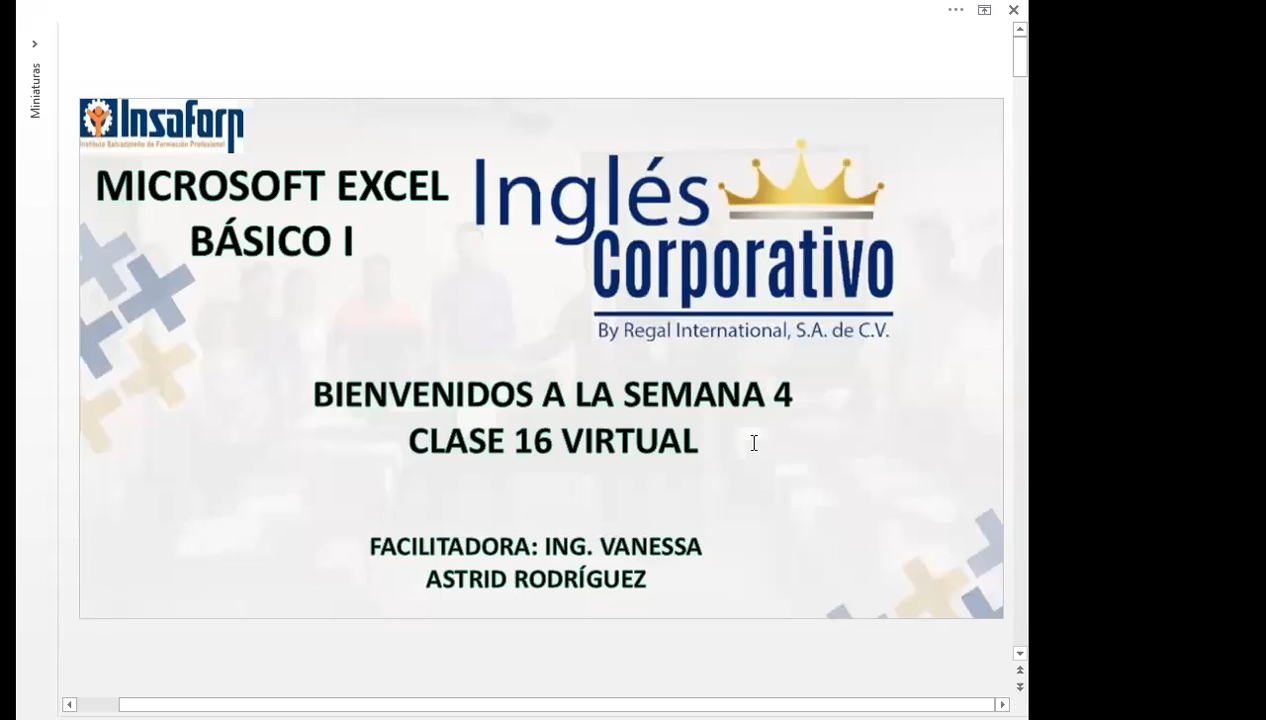 Miniaturas
Insaforp
Instituto Salvadoreño de Formación Profesional
MICROSOFT EXCEL
BÁSICO I
Inglés
Corporativo
By Regal International, S.A. de C.V.
BIENVENIDOS A LA SEMANA 4
CLASE 16 VIRTUAL
FACILITADORA: ING. VANESSA
ASTRID RODRÍGUEZ